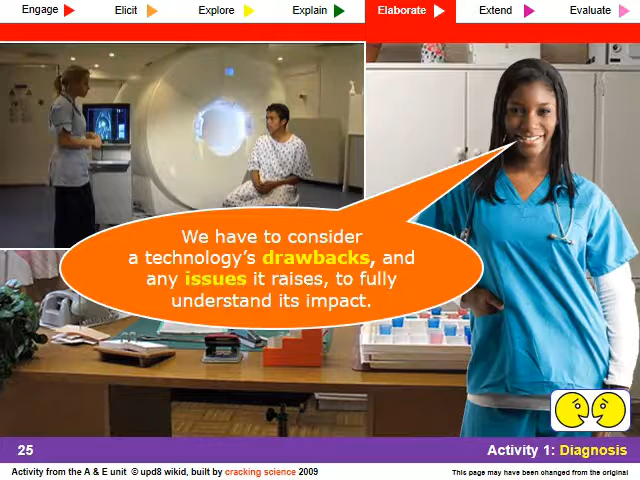 Engage Elicit Explore Explain Elaborate Extend Evaluate
We have to consider
a technology's drawbacks, and
any issues it raises, to fully
understand its impact.
25 Activity 1: Diagnosis
Activity from the A & E unit © upd8 wikid, built by cracking science 2009 This page may have been changed from the original